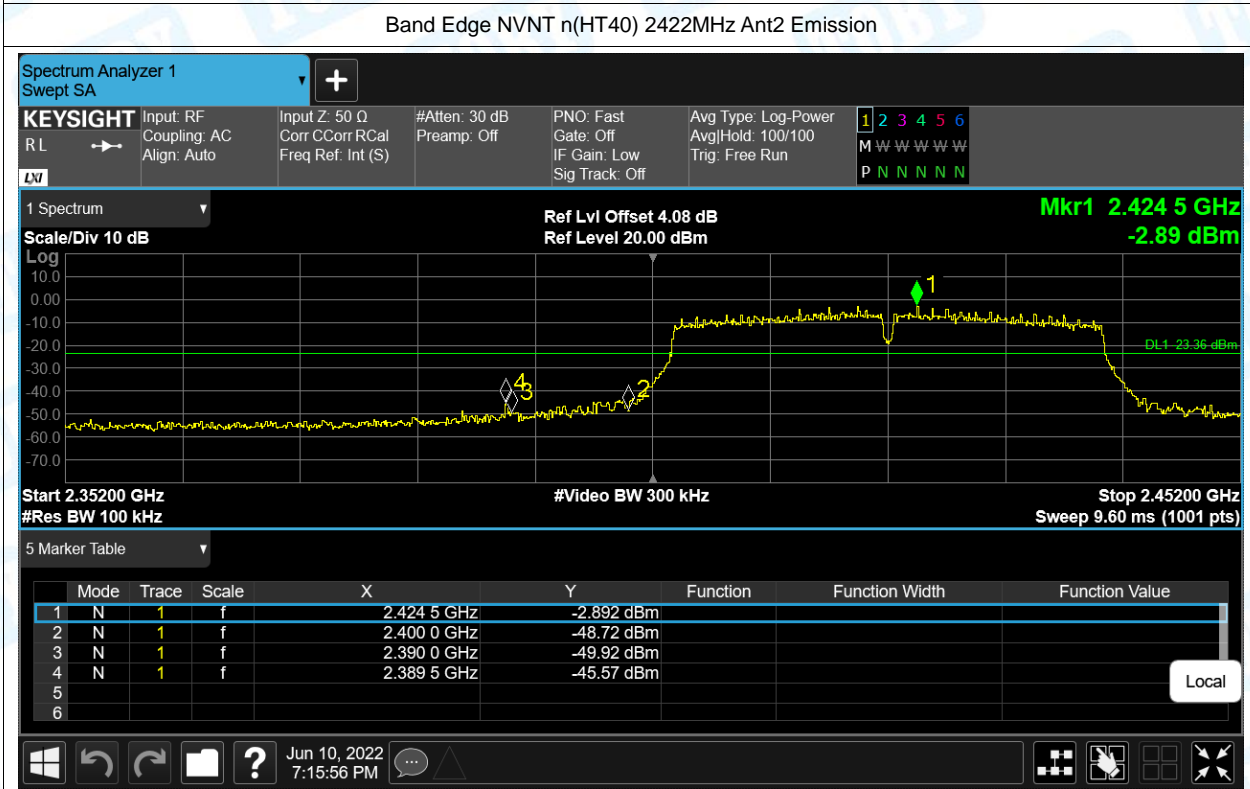 Band Edge NVNT n(HT40) 2422MHz Ant2 Emission
Spectrum Analyzer 1
Swept SA
+
KEYSIGHT
RL
LXI
Input: RF
Coupling: AC
Align: Auto
Input Z: 50 Ω
Corr CCorr RCal
Freq Ref: Int (S)
#Atten: 30 dB
Preamp: Off
PNO: Fast
Gate: Off
IF Gain: Low
Sig Track: Off
Avg Type: Log-Power
Avg|Hold: 100/100
Trig: Free Run
1 2 3 4 5 6
M W W W W W
P N N N N N
1 Spectrum
Scale/Div 10 dB
Ref Lvl Offset 4.08 dB
Ref Level 20.00 dBm
Mkr1 2.424 5 GHz
-2.89 dBm
Log
10.0
0.00
-10.0
-20.0
-30.0
-40.0
-50.0
-60.0
-70.0
1
DL1 -23.36 dBm
4
3
2
Start 2.35200 GHz
#Res BW 100 kHz
#Video BW 300 kHz
Stop 2.45200 GHz
Sweep 9.60 ms (1001 pts)
5 Marker Table
Mode Trace Scale X Y Function Function Width Function Value
1 N 1 f 2.424 5 GHz -2.892 dBm
2 N 1 f 2.400 0 GHz -48.72 dBm
3 N 1 f 2.390 0 GHz -49.92 dBm
4 N 1 f 2.389 5 GHz -45.57 dBm
5
6
Local
?
Jun 10, 2022
7:15:56 PM